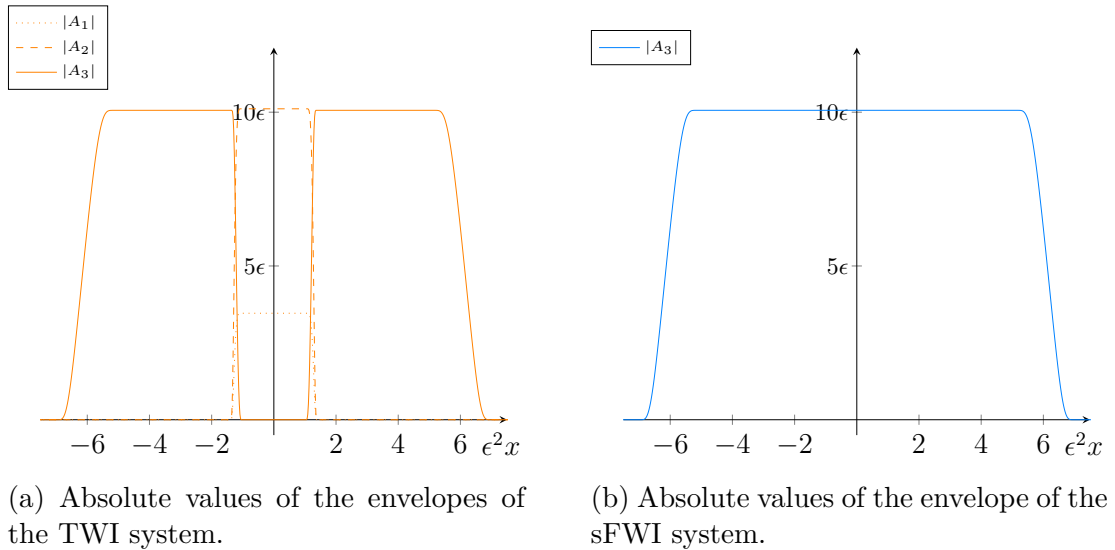 |A₁|
|A₂|
|A₃|
10ϵ
5ϵ
−6 −4 −2 2 4 6 ϵ²x
(a) Absolute values of the envelopes of
the TWI system.
|A₃|
10ϵ
5ϵ
−6 −4 −2 2 4 6 ϵ²x
(b) Absolute values of the envelope of the
sFWI system.